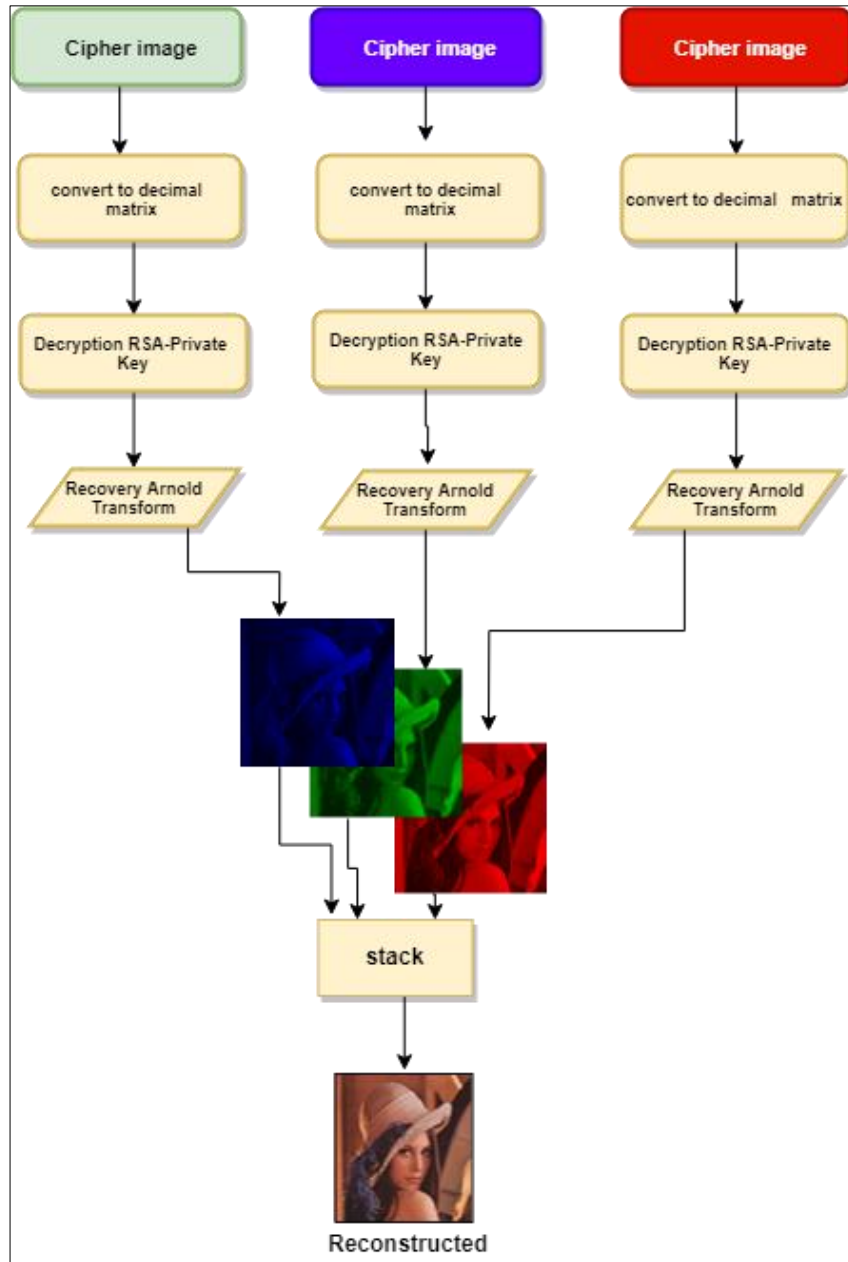 Cipher image
Cipher image
Cipher image
convert to decimal
matrix
convert to decimal
matrix
convert to decimal matrix
Decryption RSA-Private
Key
Decryption RSA-Private
Key
Decryption RSA-Private
Key
Recovery Arnold
Transform
Recovery Arnold
Transform
Recovery Arnold
Transform
stack
Reconstructed